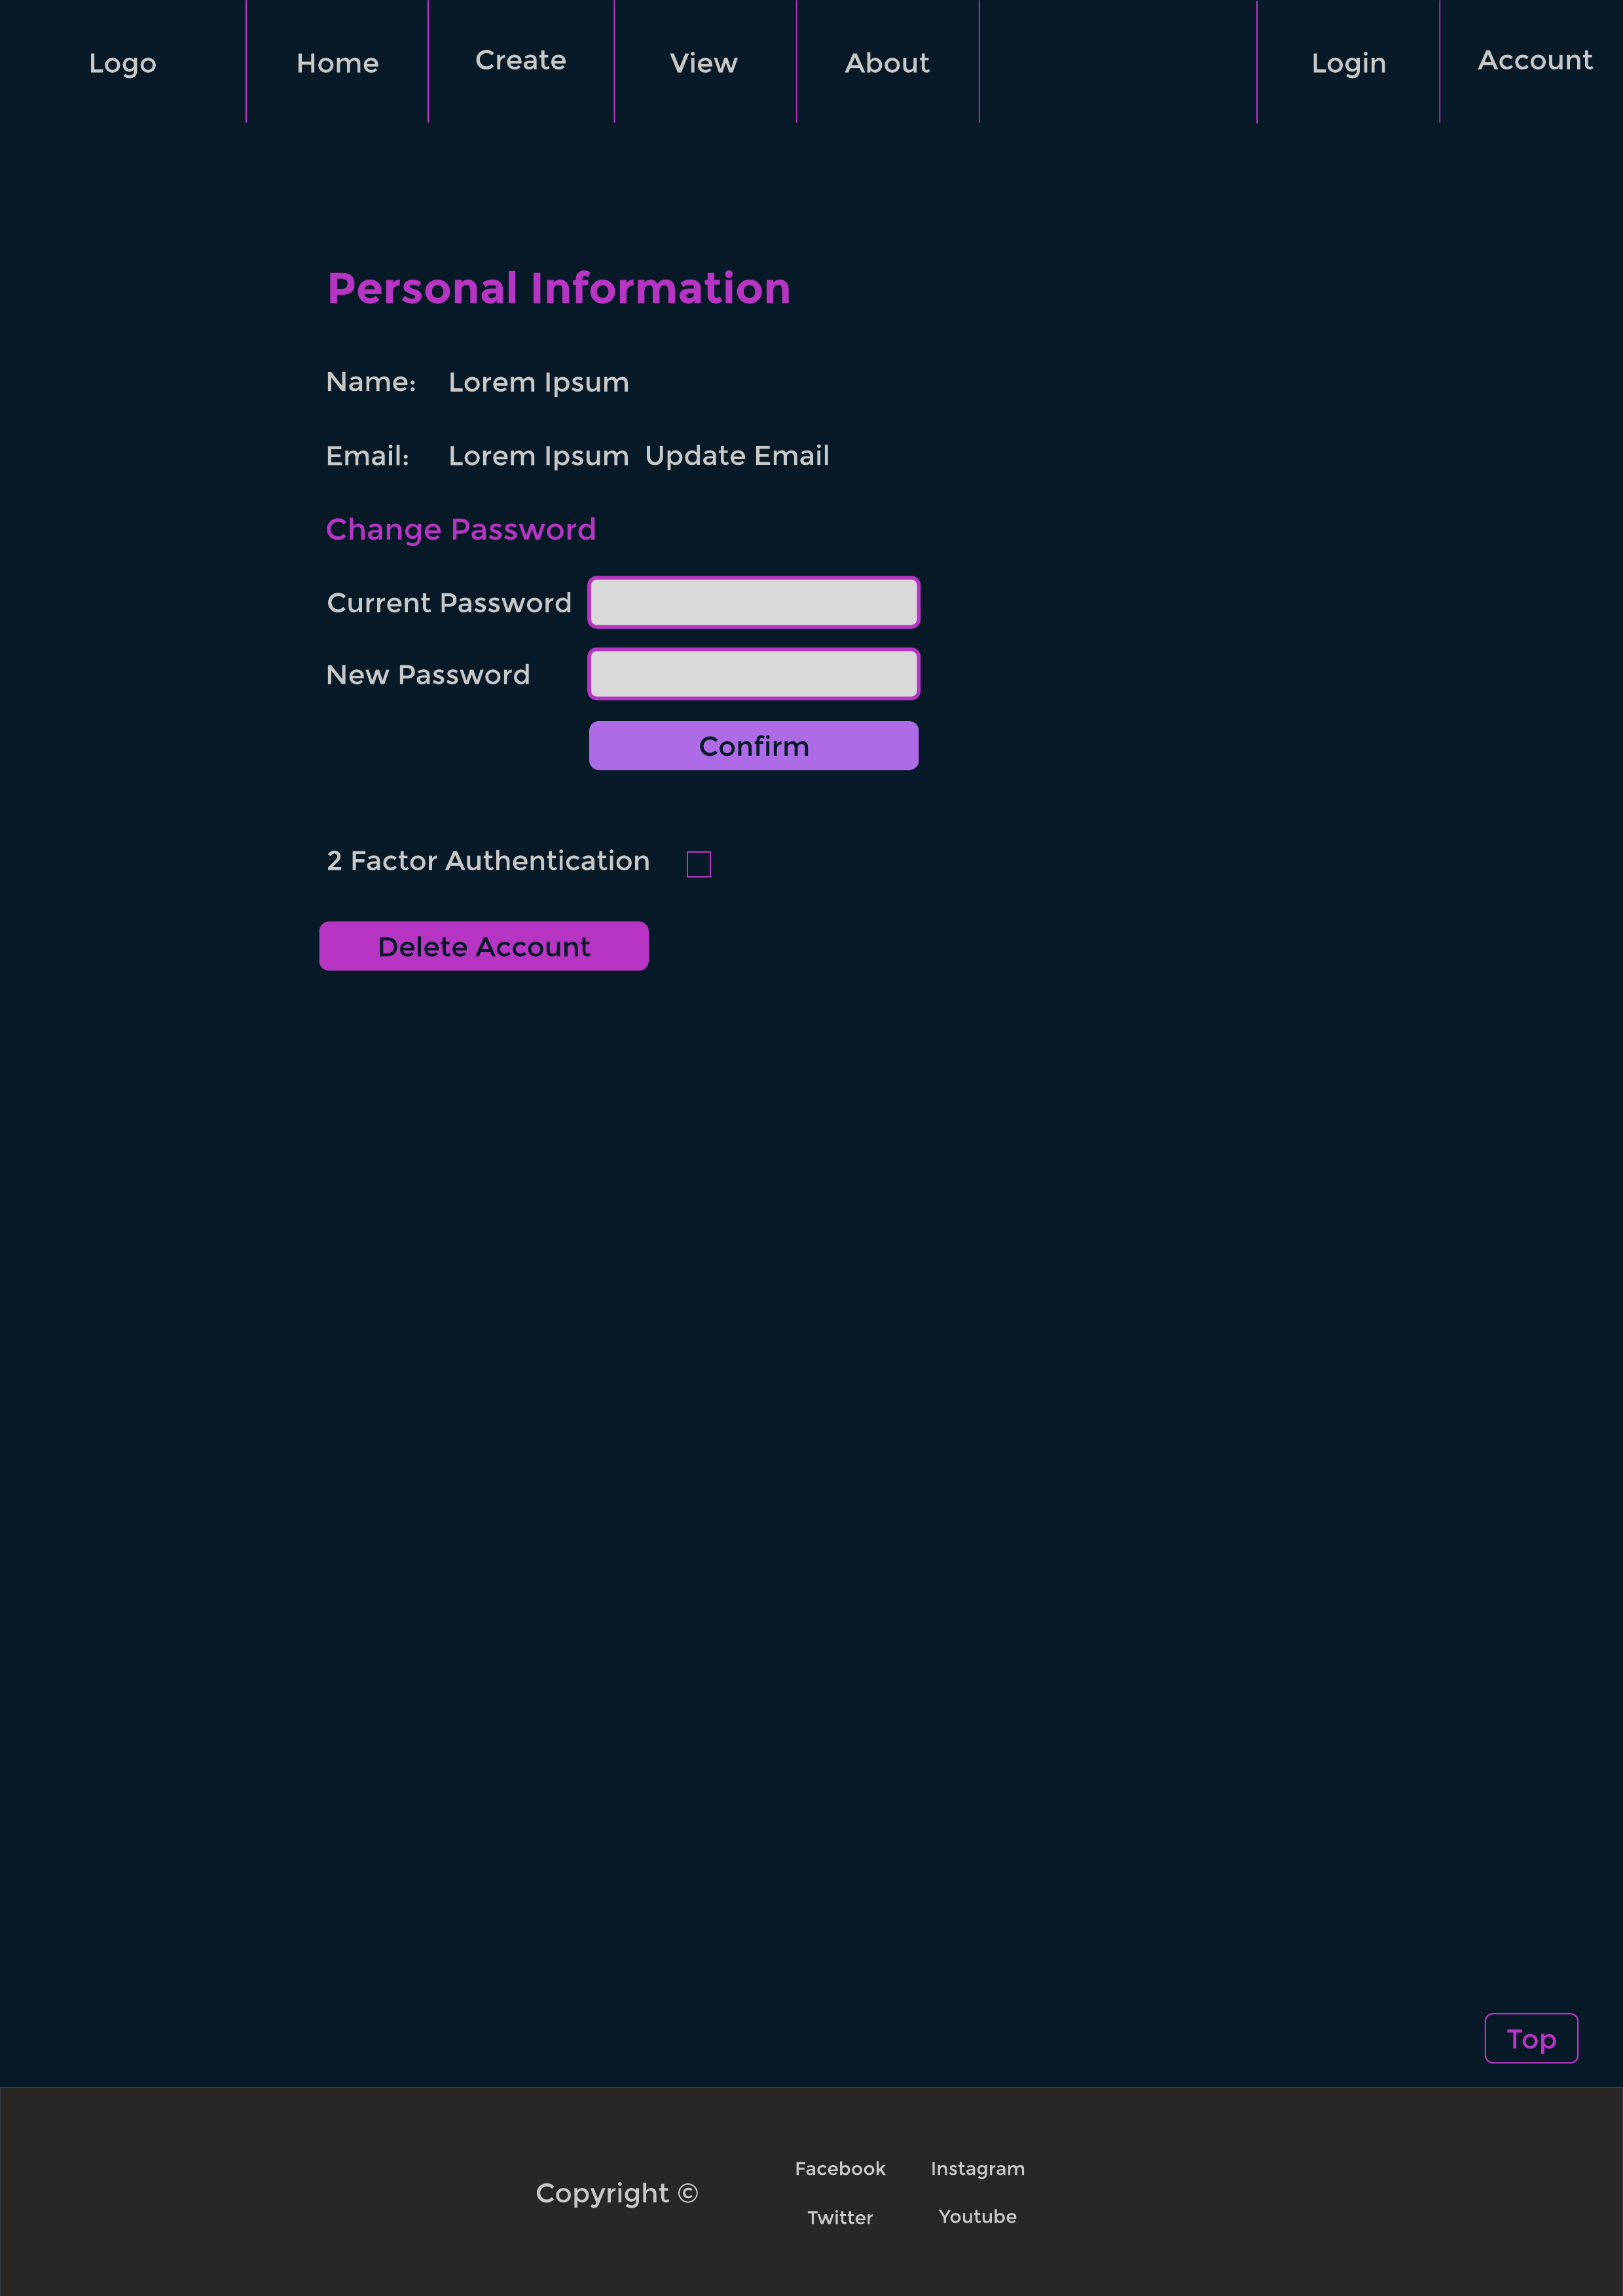 Logo Home Create View About Login Account
Personal Information
Name: Lorem Ipsum
Email: Lorem Ipsum Update Email
Change Password
Current Password
New Password
Confirm
2 Factor Authentication
Delete Account
Top
Facebook Instagram
Copyright ©
Twitter Youtube